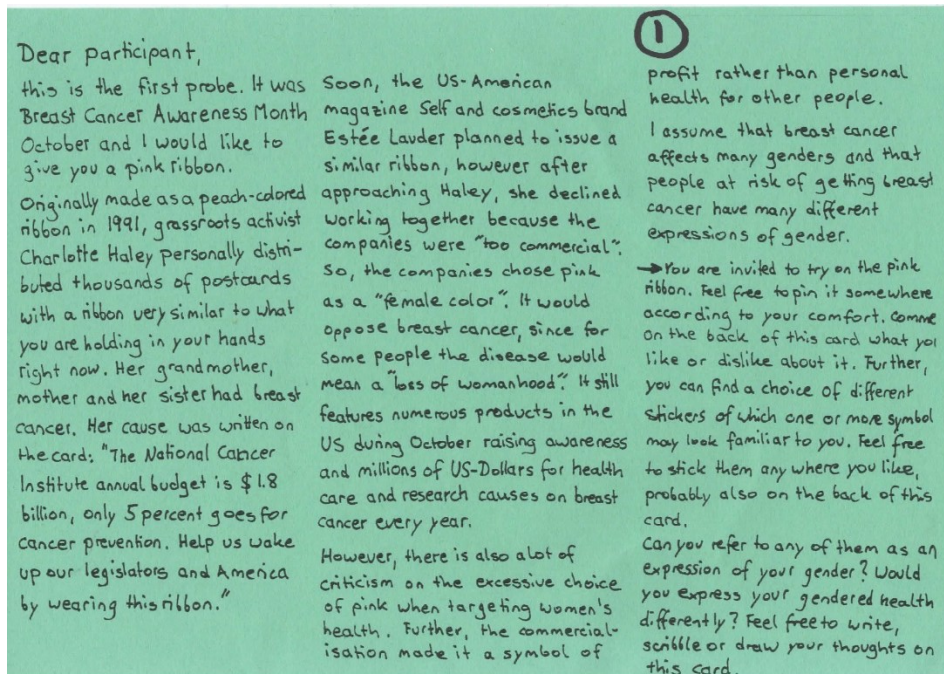 Dear participant,
this is the first probe. It was
Breast Cancer Awareness Month
October and I would like to
give you a pink ribbon.
Originally made as a peach-colored
ribbon in 1991, grassroots activist
Charlotte Haley personally distri-
buted thousands of postcards
with a ribbon very similar to what
you are holding in your hands
right now. Her grandmother,
mother and her sister had breast
cancer. Her cause was written on
the card: "The National Cancer
Institute annual budget is $1.8
billion, only 5 percent goes for
cancer prevention. Help us wake
up our legislators and America
by wearing this ribbon."
Soon, the US-American
magazine Self and cosmetics brand
Estée Lauder planned to issue a
similar ribbon, however after
approaching Haley, she declined
working together because the
companies were "too commercial".
So, the companies chose pink
as a "female color". It would
oppose breast cancer, since for
some people the disease would
mean a "loss of womanhood". It still
features numerous products in the
US during October raising awareness
and millions of US-Dollars for health
care and research causes on breast
cancer every year.
However, there is also alot of
criticism on the excessive choice
of pink when targeting women's
health. Further, the commercial-
isation made it a symbol of
1
profit rather than personal
health for other people.
I assume that breast cancer
affects many genders and that
people at risk of getting breast
cancer have many different
expressions of gender.
→ You are invited to try on the pink
ribbon. Feel free to pin it somewhere
according to your comfort. Comme
on the back of this card what you
like or dislike about it. Further,
you can find a choice of different
stickers of which one or more symbol
may look familiar to you. Feel free
to stick them any where you like,
probably also on the back of this
card.
Can you refer to any of them as an
expression of your gender? Would
you express your gendered health
differently? Feel free to write,
scribble or draw your thoughts on
this card.